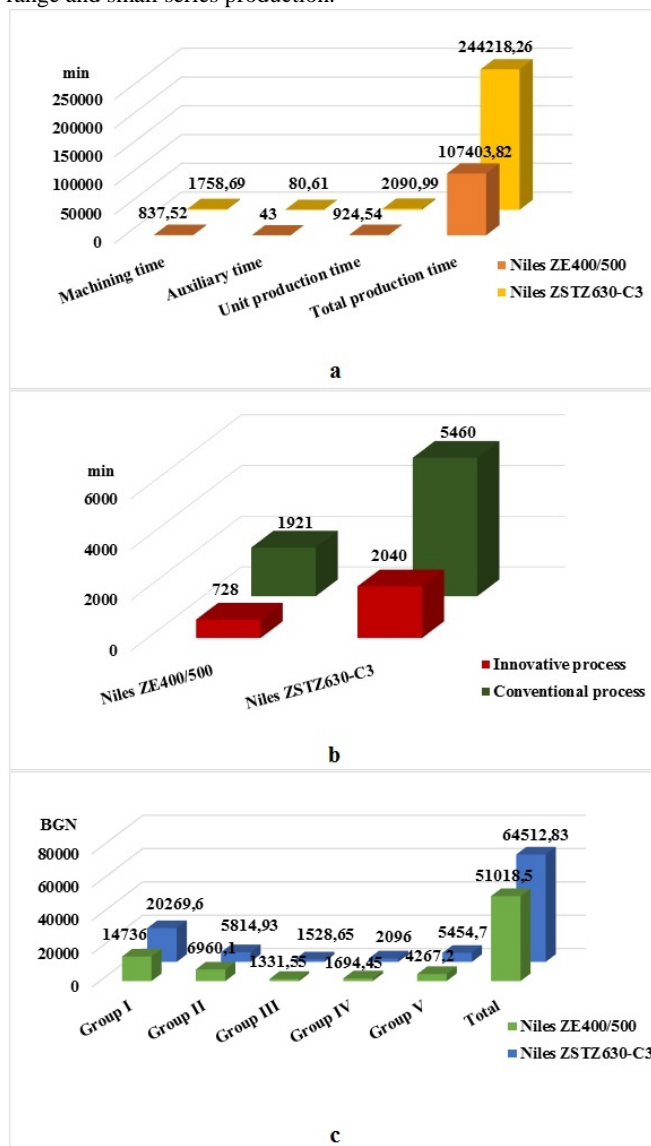 range and small series production.
244218,26
min
250000
200000
150000
100000
50000
0
107403,82
1758,69 80,61 2090,99
837,52 43 924,54
Machining time
Auxiliary time
Unit production time
Total production time
Niles ZE400/500
Niles ZSTZ630-C3
a
5460
min
6000
4000
2000
0
1921
2040
728
Niles ZE400/500
Niles ZSTZ630-C3
Innovative process
Conventional process
b
BGN
64512,83
80000
60000
40000
20000
0
51018,5
20269,6
14736
5814,93
6960,1
1528,65
1331,55
2096
1694,45
5454,7
4267,2
Group I
Group II
Group III
Group IV
Group V
Total
Niles ZE400/500
Niles ZSTZ630-C3
c